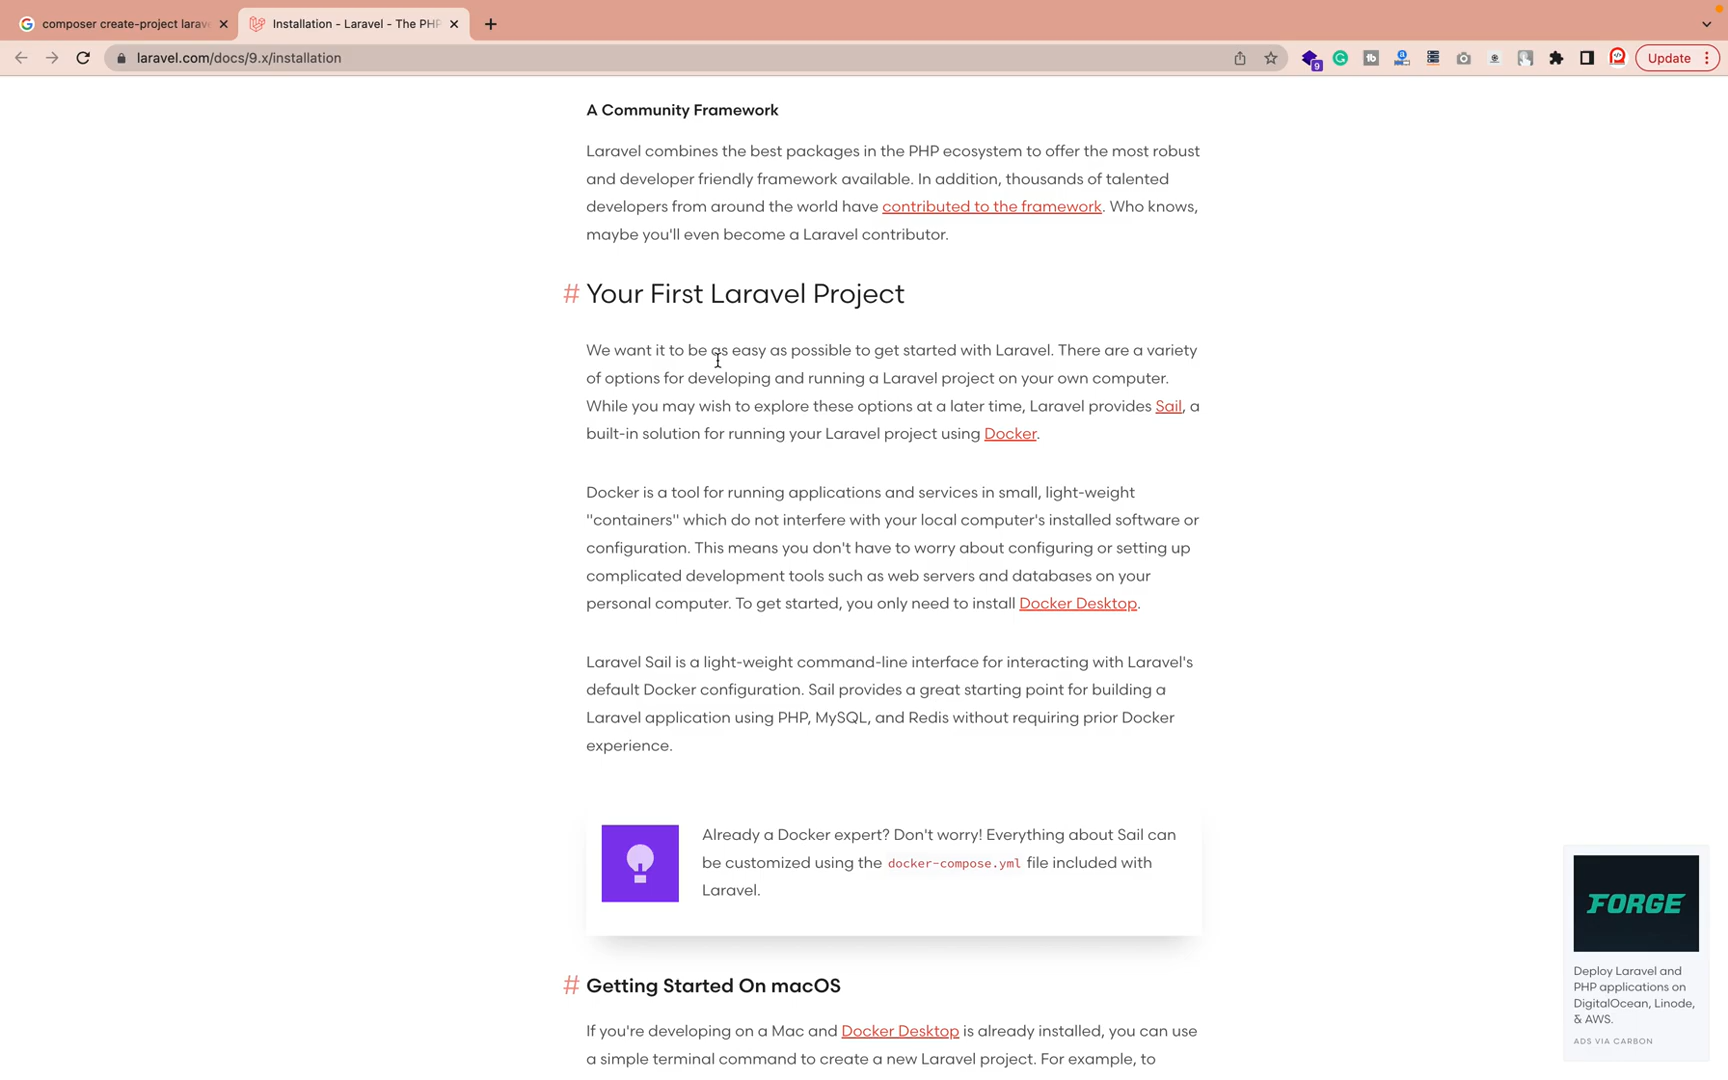 composer create-project larav
Installation - Laravel - The PHP
laravel.com/docs/9.x/installation
9
Update
A Community Framework
Laravel combines the best packages in the PHP ecosystem to offer the most robust
and developer friendly framework available. In addition, thousands of talented
developers from around the world have contributed to the framework. Who knows,
maybe you'll even become a Laravel contributor.
# Your First Laravel Project
We want it to be as easy as possible to get started with Laravel. There are a variety
of options for developing and running a Laravel project on your own computer.
While you may wish to explore these options at a later time, Laravel provides Sail, a
built-in solution for running your Laravel project using Docker.
Docker is a tool for running applications and services in small, light-weight
"containers" which do not interfere with your local computer's installed software or
configuration. This means you don't have to worry about configuring or setting up
complicated development tools such as web servers and databases on your
personal computer. To get started, you only need to install Docker Desktop.
Laravel Sail is a light-weight command-line interface for interacting with Laravel's
default Docker configuration. Sail provides a great starting point for building a
Laravel application using PHP, MySQL, and Redis without requiring prior Docker
experience.
Already a Docker expert? Don't worry! Everything about Sail can
be customized using the docker-compose.yml file included with
Laravel.
# Getting Started On macOS
If you're developing on a Mac and Docker Desktop is already installed, you can use
a simple terminal command to create a new Laravel project. For example, to
FORGE
Deploy Laravel and
PHP applications on
DigitalOcean, Linode,
& AWS.
ADS VIA CARBON